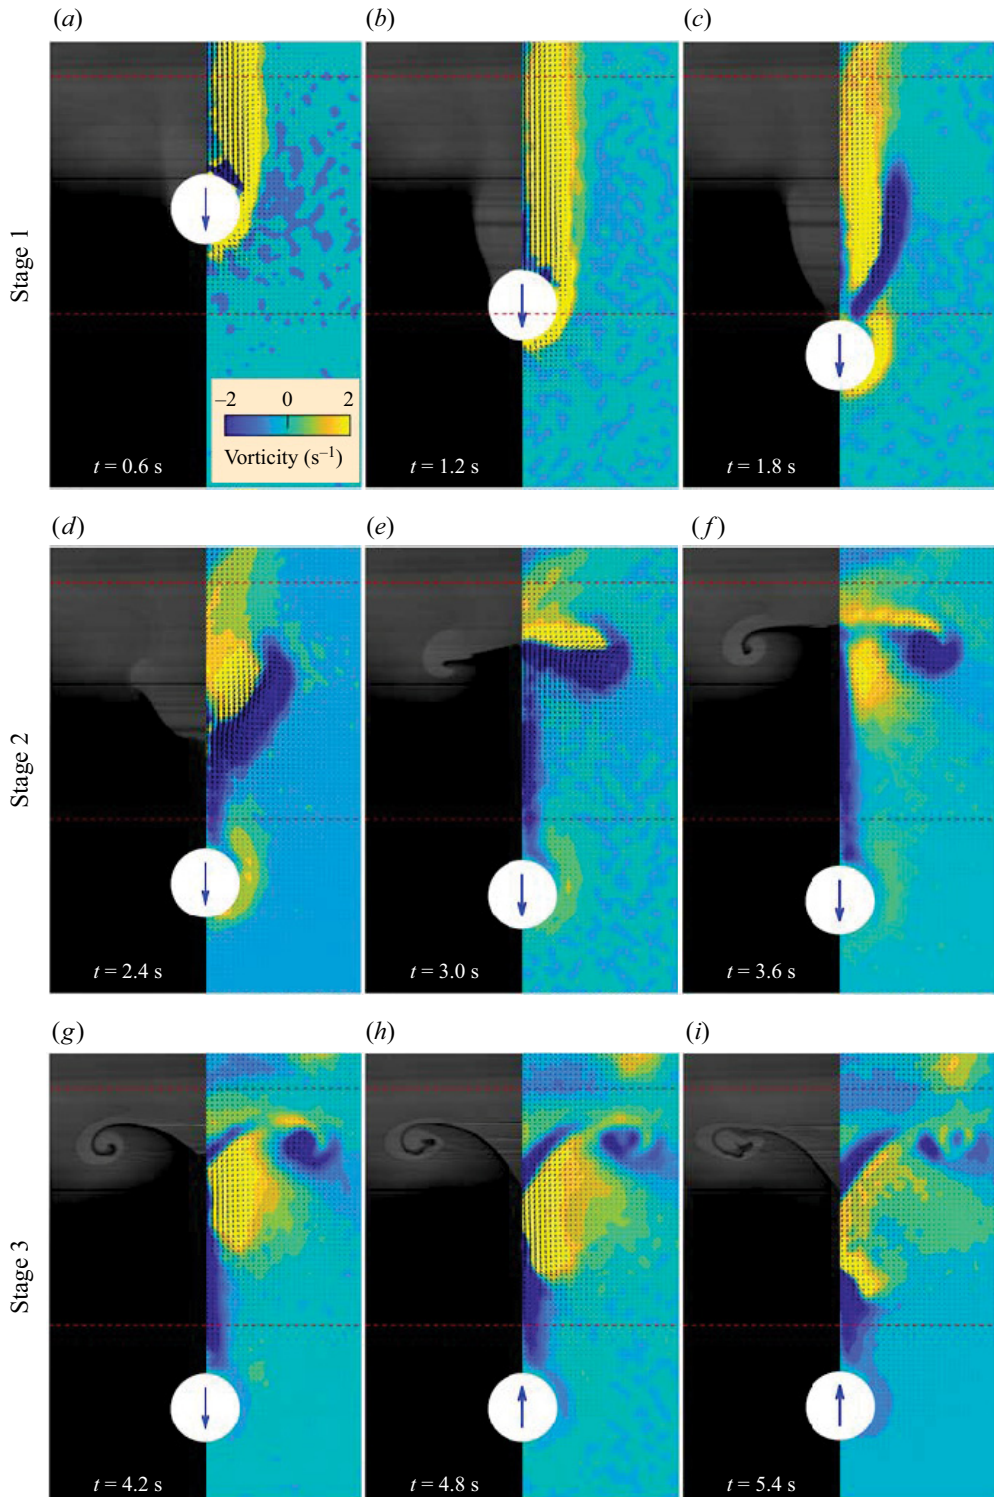 (a)
(b)
(c)
Stage 1
–2 0 2
Vorticity (s–1)
t = 0.6 s
t = 1.2 s
t = 1.8 s
(d)
(e)
(f)
Stage 2
t = 2.4 s
t = 3.0 s
t = 3.6 s
(g)
(h)
(i)
Stage 3
t = 4.2 s
t = 4.8 s
t = 5.4 s